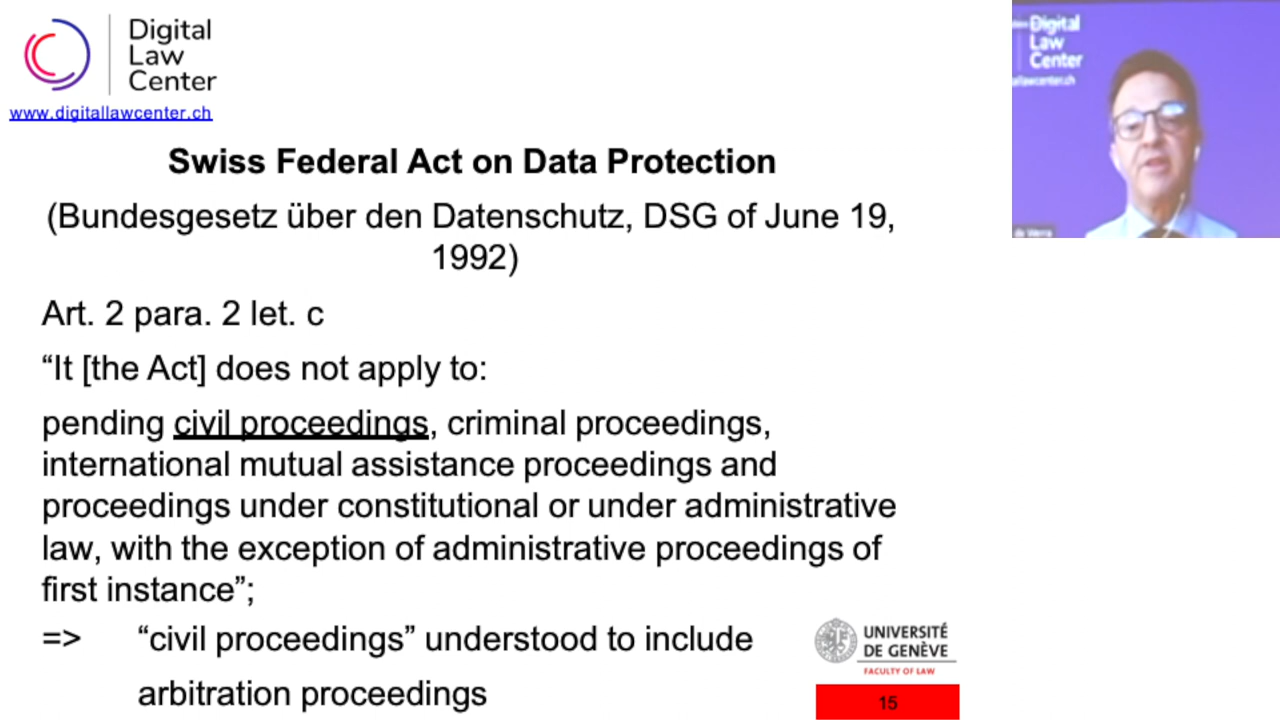 Digital
Law
Center
www.digitallawcenter.ch
Swiss Federal Act on Data Protection
(Bundesgesetz über den Datenschutz, DSG of June 19,
1992)
Art. 2 para. 2 let. c
“It [the Act] does not apply to:
pending civil proceedings, criminal proceedings,
international mutual assistance proceedings and
proceedings under constitutional or under administrative
law, with the exception of administrative proceedings of
first instance”;
=> “civil proceedings” understood to include
arbitration proceedings
UNIVERSITÉ
DE GENÈVE
FACULTY OF LAW
15
Digital
Law
Center
allawcenter.ch
de Werra